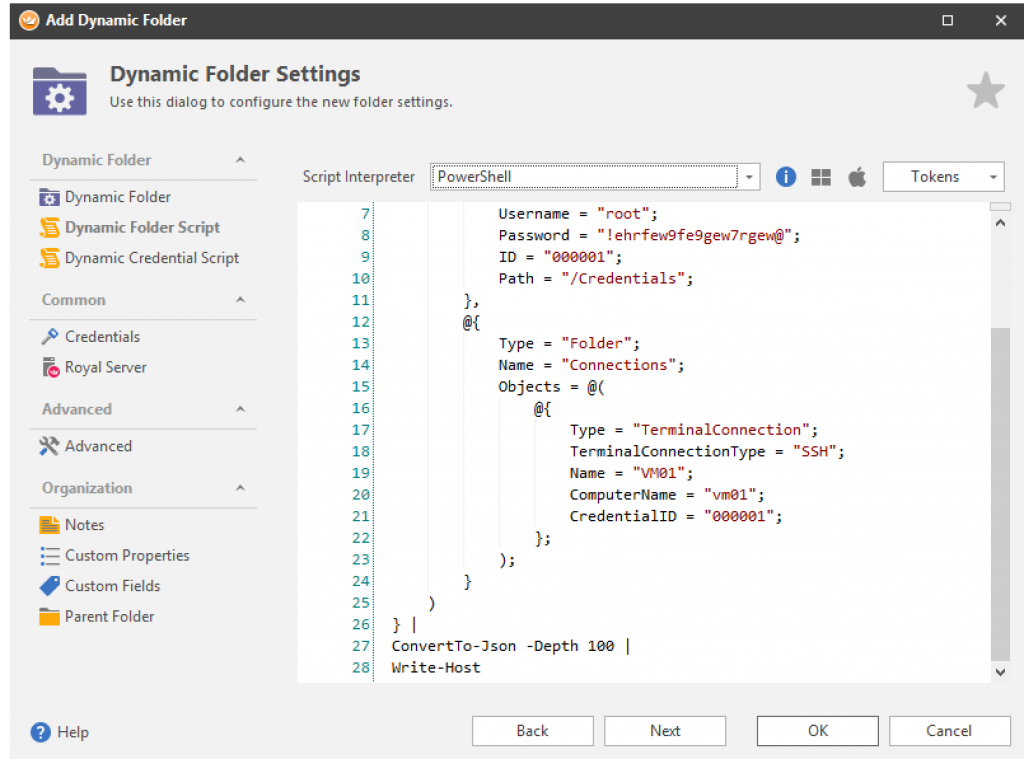 Add Dynamic Folder
Dynamic Folder Settings
Use this dialog to configure the new folder settings.
Dynamic Folder
Dynamic Folder
Dynamic Folder Script
Dynamic Credential Script
Common
Credentials
Royal Server
Advanced
Advanced
Organization
Notes
Custom Properties
Custom Fields
Parent Folder
Script Interpreter PowerShell Tokens
7 Username = "root";
8 Password = "!ehrfew9fe9gew7rgew@";
9 ID = "000001";
10 Path = "/Credentials";
11 },
12 @{
13 Type = "Folder";
14 Name = "Connections";
15 Objects = @(
16 @{
17 Type = "TerminalConnection";
18 TerminalConnectionType = "SSH";
19 Name = "VM01";
20 ComputerName = "vm01";
21 CredentialID = "000001";
22 };
23 );
24 }
25 )
26 } |
27 ConvertTo-Json -Depth 100 |
28 Write-Host
Help
Back Next OK Cancel